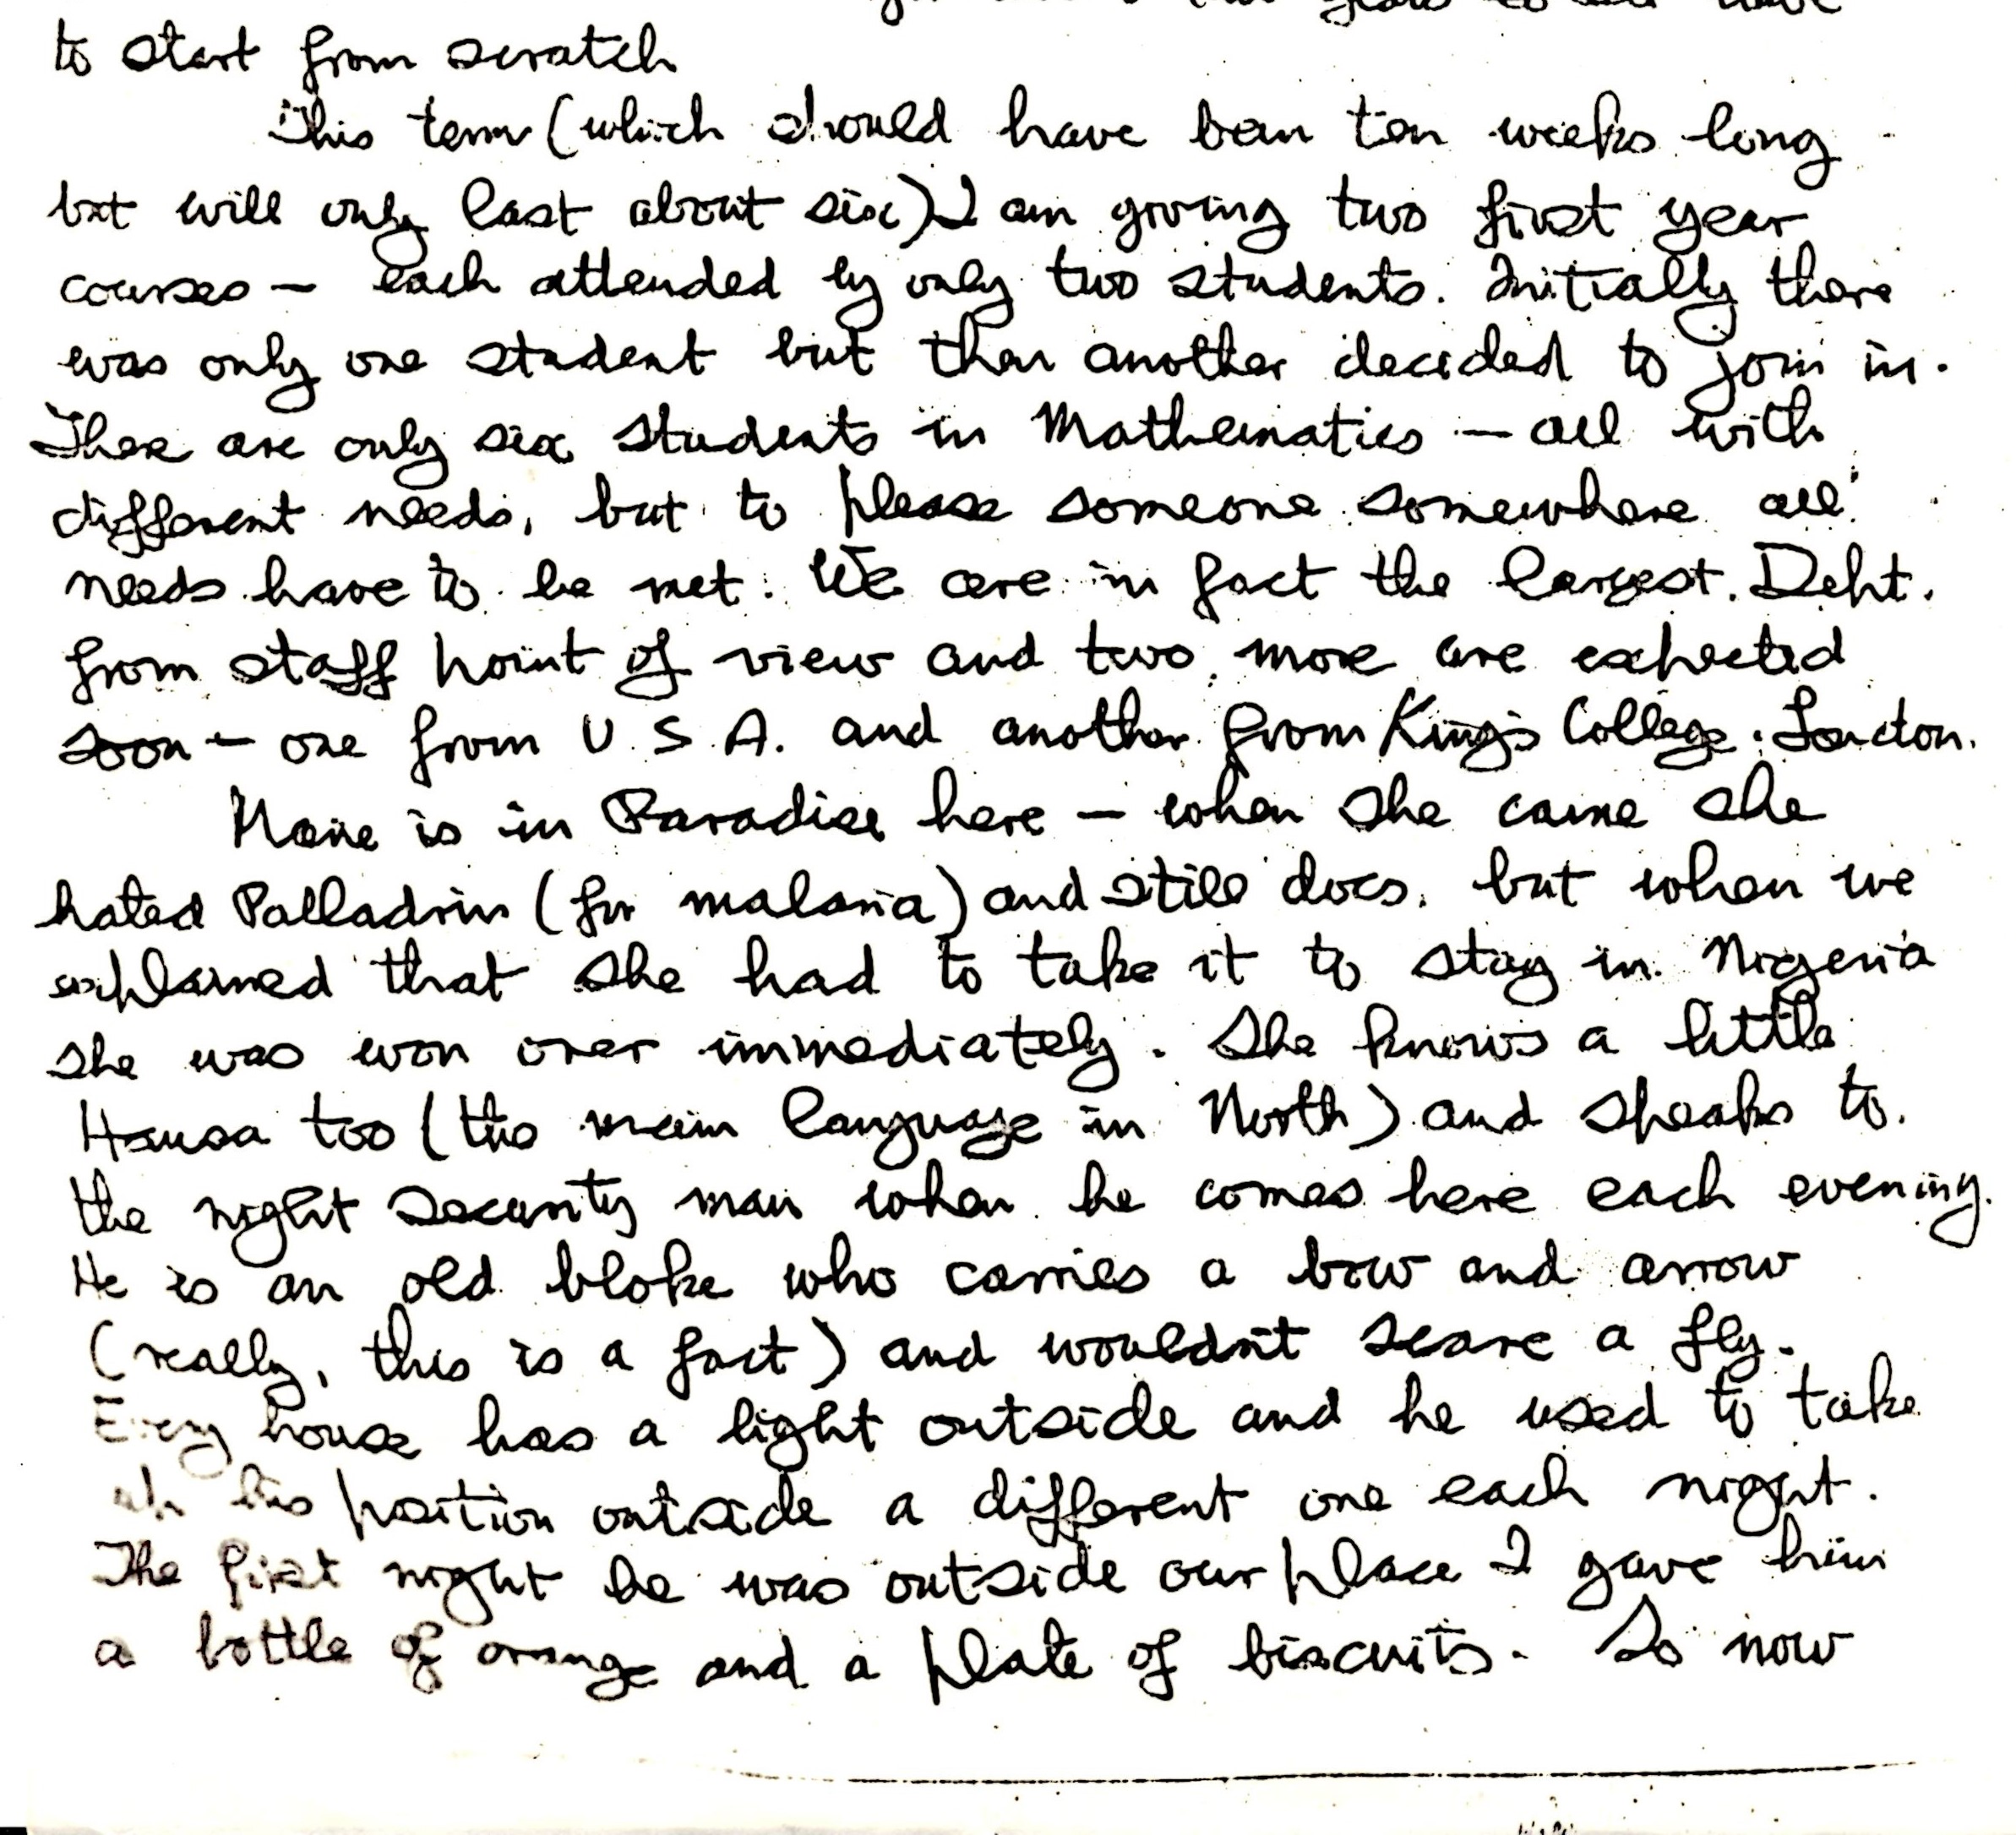 to start from scratch
This term (which should have been ten weeks long
but will only last about six) I am giving two first year
courses — each attended by only two students. Initially there
was only one student but then another decided to join in.
There are only six students in Mathematics — all with
different needs, but to please someone somewhere all
needs have to be met. We are in fact the largest Dept.
from staff point of view and two more are expected
soon — one from U.S.A. and another from King's College, London.
is in Paradise here — when she came she
hated Palladrin (for malaria) and still does, but when we
explained that she had to take it to stay in Nigeria
she was won over immediately. She knows a little
Hausa too (the main language in North) and speaks to
the night security man when he comes here each evening.
He is an old bloke who carries a bow and arrow
(really, this is a fact) and wouldn't scare a fly.
Every house has a light outside and he used to take
up his position outside a different one each night.
The first night he was outside our place I gave him
a bottle of orange and a plate of biscuits. So now